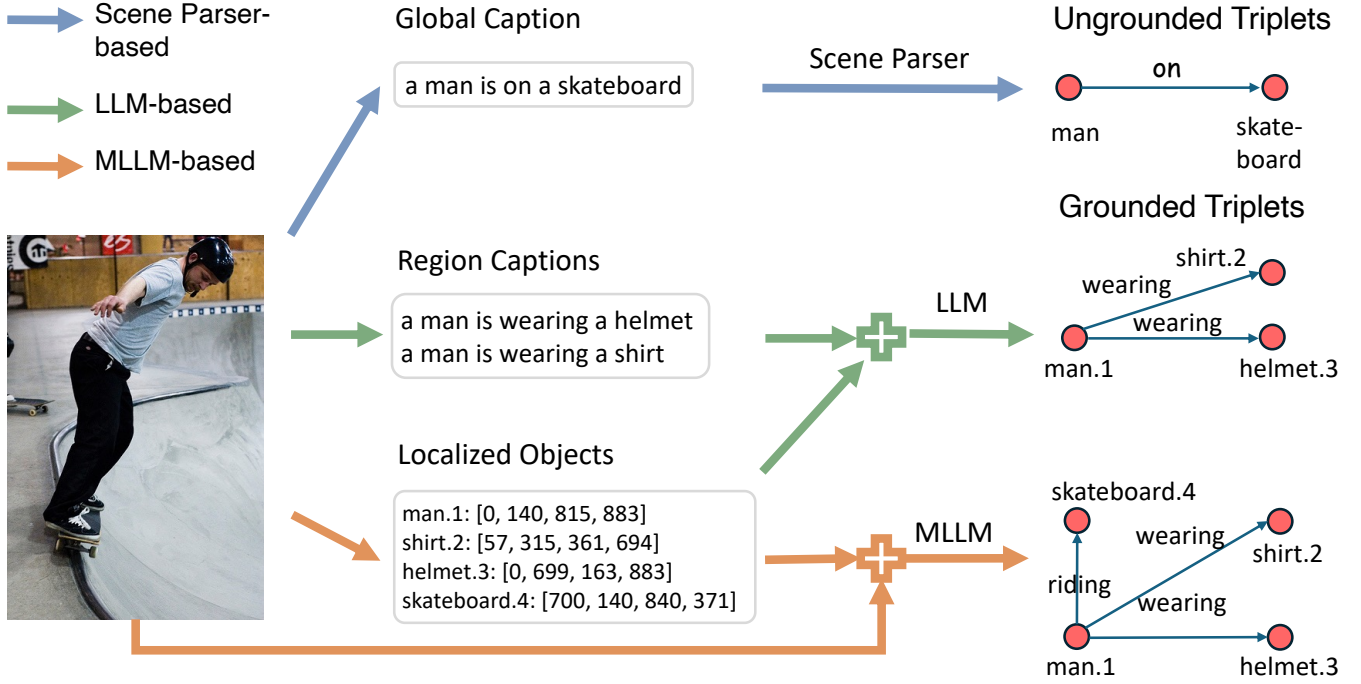 Scene Parser-
based
LLM-based
MLLM-based
Global Caption
a man is on a skateboard
Scene Parser
Ungrounded Triplets
on
man
skate-
board
Region Captions
a man is wearing a helmet
a man is wearing a shirt
LLM
Grounded Triplets
shirt.2
wearing
wearing
man.1
helmet.3
Localized Objects
man.1: [0, 140, 815, 883]
shirt.2: [57, 315, 361, 694]
helmet.3: [0, 699, 163, 883]
skateboard.4: [700, 140, 840, 371]
MLLM
skateboard.4
wearing
shirt.2
riding
wearing
man.1
helmet.3